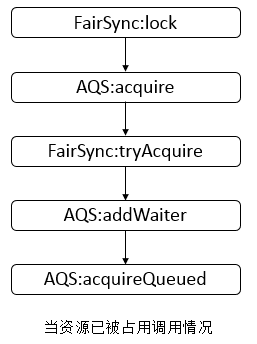 FairSync:lock
AQS:acquire
FairSync:tryAcquire
AQS:addWaiter
AQS:acquireQueued
当资源已被占用调用情况